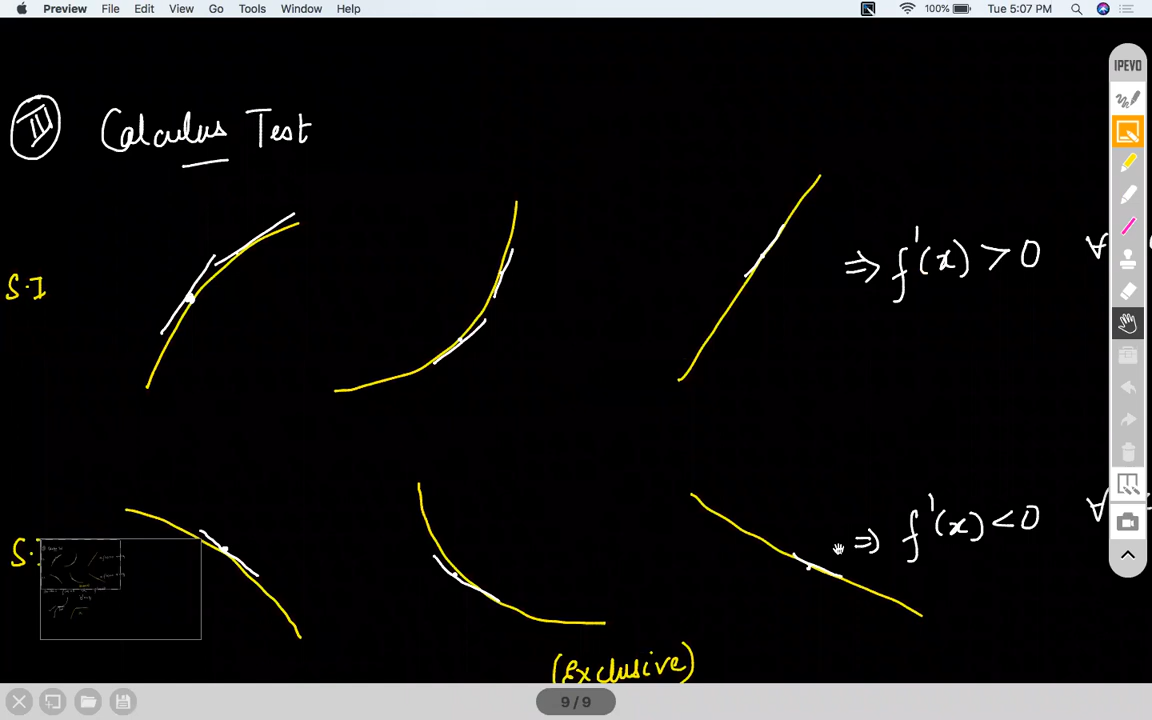 Preview File Edit View Go Tools Window Help 100% Tue 5:07 PM
IPEVO
II Calculus Test
S.I
⇒ f'(x) > 0 ∀
S.
⇒ f'(x) < 0 ∀
(Exclusive)
9 / 9